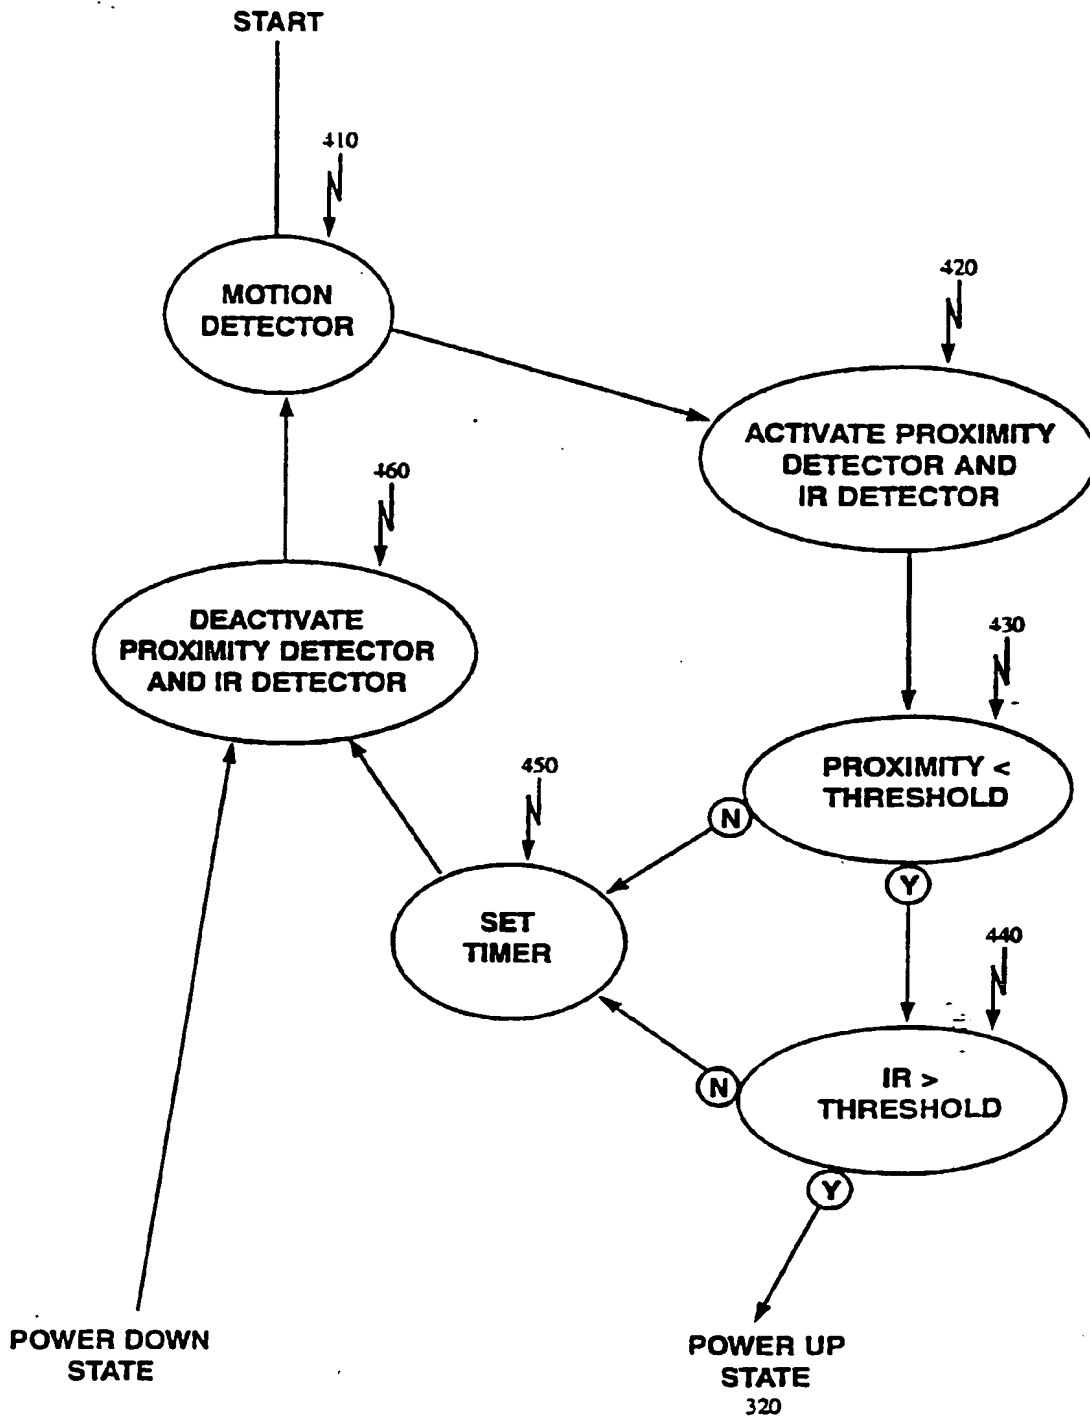 START
410
MOTION
DETECTOR
420
ACTIVATE PROXIMITY
DETECTOR AND
IR DETECTOR
460
DEACTIVATE
PROXIMITY DETECTOR
AND IR DETECTOR
430
PROXIMITY <
THRESHOLD
N
Y
450
SET
TIMER
440
IR >
THRESHOLD
N
Y
POWER DOWN
STATE
POWER UP
STATE
320